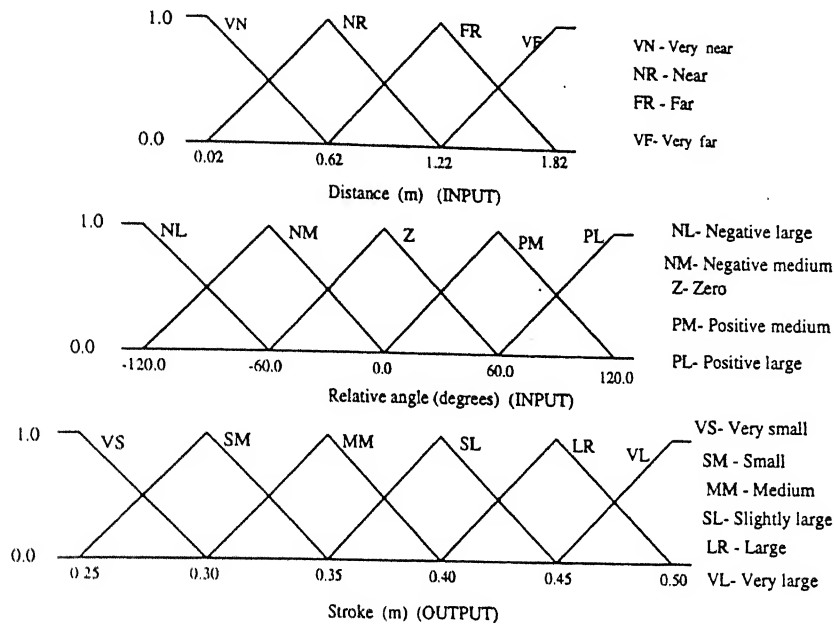 1.0
VN
NR
FR
VF
0.0
0.02 0.62 1.22 1.82
Distance (m) (INPUT)
VN - Very near
NR - Near
FR - Far
VF- Very far
1.0
NL
NM
Z
PM
PL
0.0
-120.0 -60.0 0.0 60.0 120.0
Relative angle (degrees) (INPUT)
NL- Negative large
NM- Negative medium
Z- Zero
PM- Positive medium
PL- Positive large
1.0
VS
SM
MM
SL
LR
VL
0.0
0.25 0.30 0.35 0.40 0.45 0.50
Stroke (m) (OUTPUT)
VS- Very small
SM - Small
MM - Medium
SL- Slightly large
LR - Large
VL- Very large